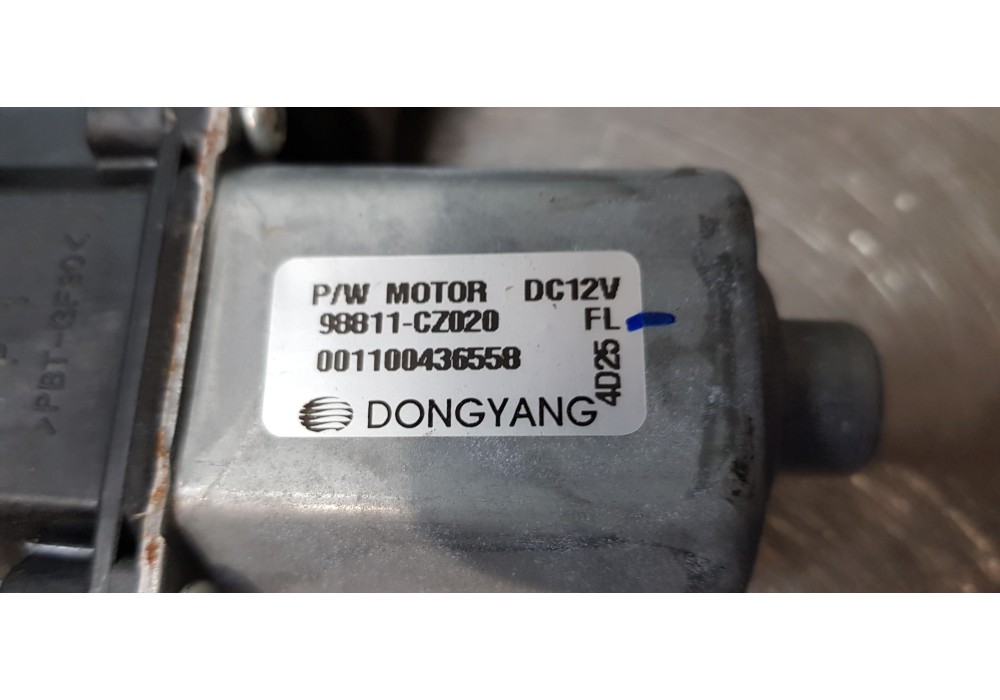 P/W MOTOR DC12V
98811-CZ020 FL
001100436558
4D25
DONGYANG
>PBT-GF30<